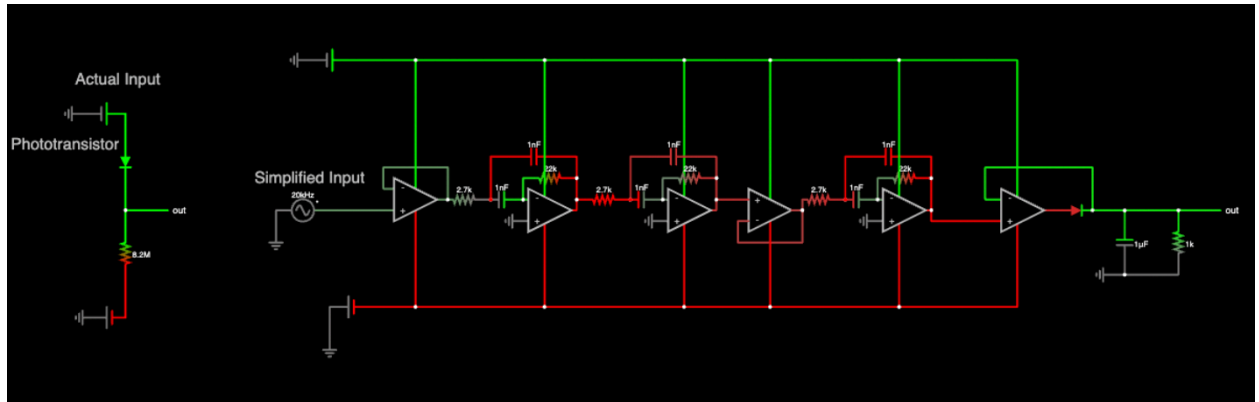 Actual Input
Phototransistor
out
8.2M
Simplified Input
20kHz
-
+
2.7k
1nF
1nF
22k
-
+
2.7k
1nF
1nF
22k
-
+
+
-
2.7k
1nF
1nF
22k
-
+
-
+
1µF
1k
out